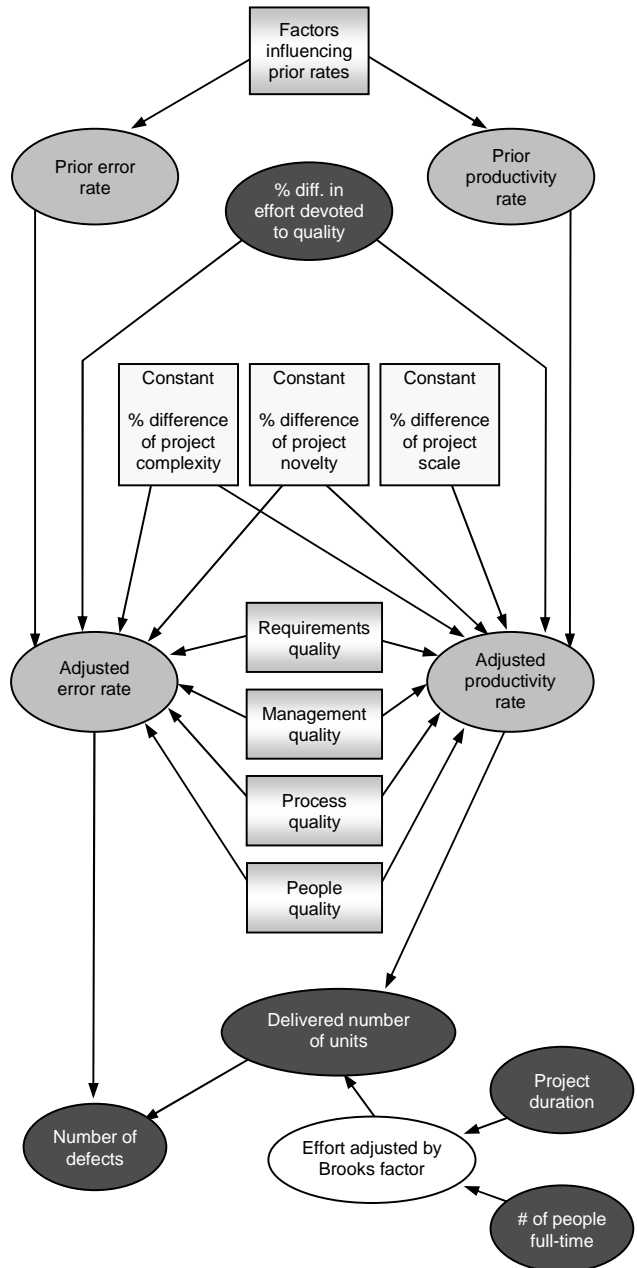 Factors
influencing
prior rates
Prior error
rate
Prior
productivity
rate
% diff. in
effort devoted
to quality
Constant
% difference
of project
complexity
Constant
% difference
of project
novelty
Constant
% difference
of project
scale
Requirements
quality
Adjusted
error rate
Adjusted
productivity
rate
Management
quality
Process
quality
People
quality
Delivered number
of units
Project
duration
Number of
defects
Effort adjusted by
Brooks factor
# of people
full-time